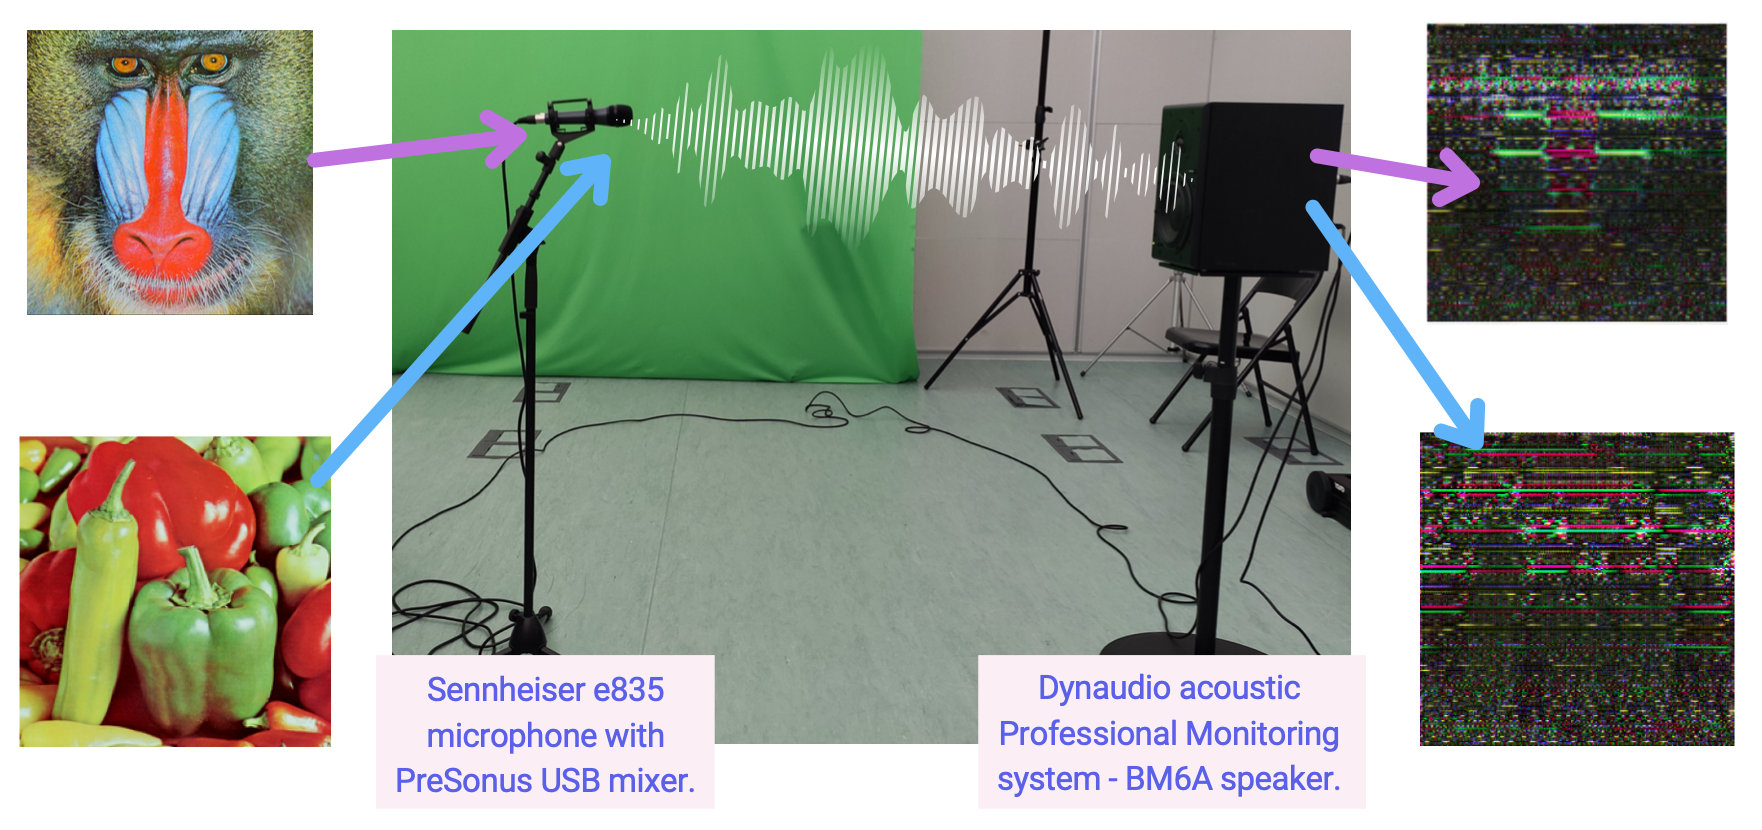 Sennheiser e835
microphone with
PreSonus USB mixer.
Dynaudio acoustic
Professional Monitoring
system - BM6A speaker.